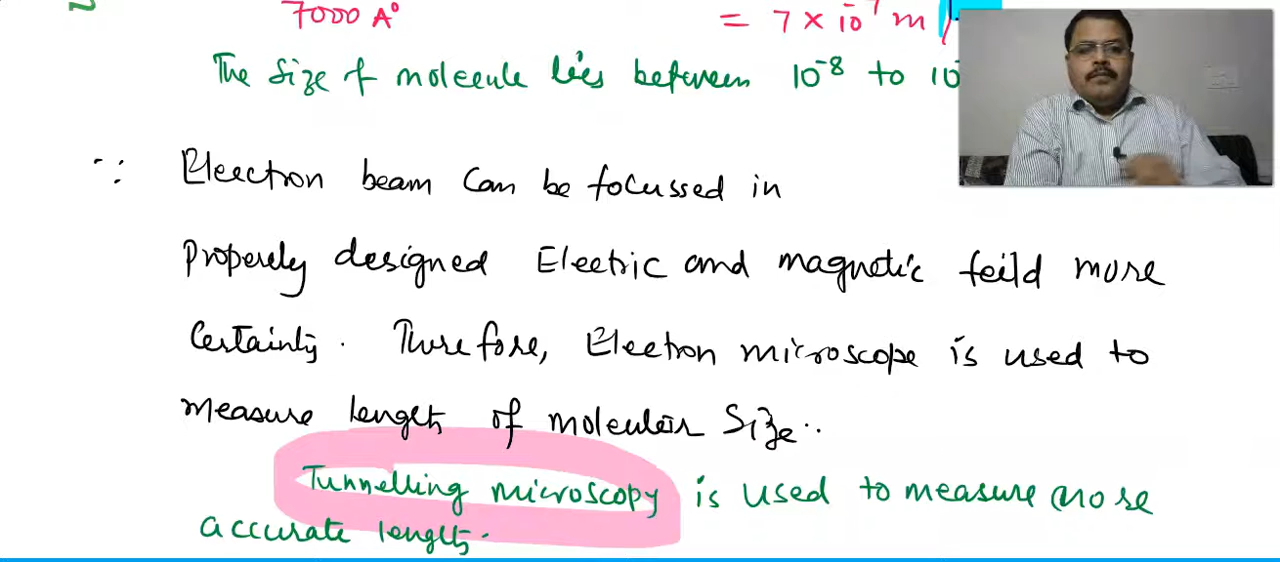 7000 A° = 7 × 10⁻⁷ m
The size of molecule lies between 10⁻⁸ to 10
∵ Electron beam can be focussed in
Properly designed Electric and magnetic feild more
Certainty. Therefore, Electron microscope is used to
measure length of molecular size..
Tunnelling microscopy is used to measure more
accurate length.